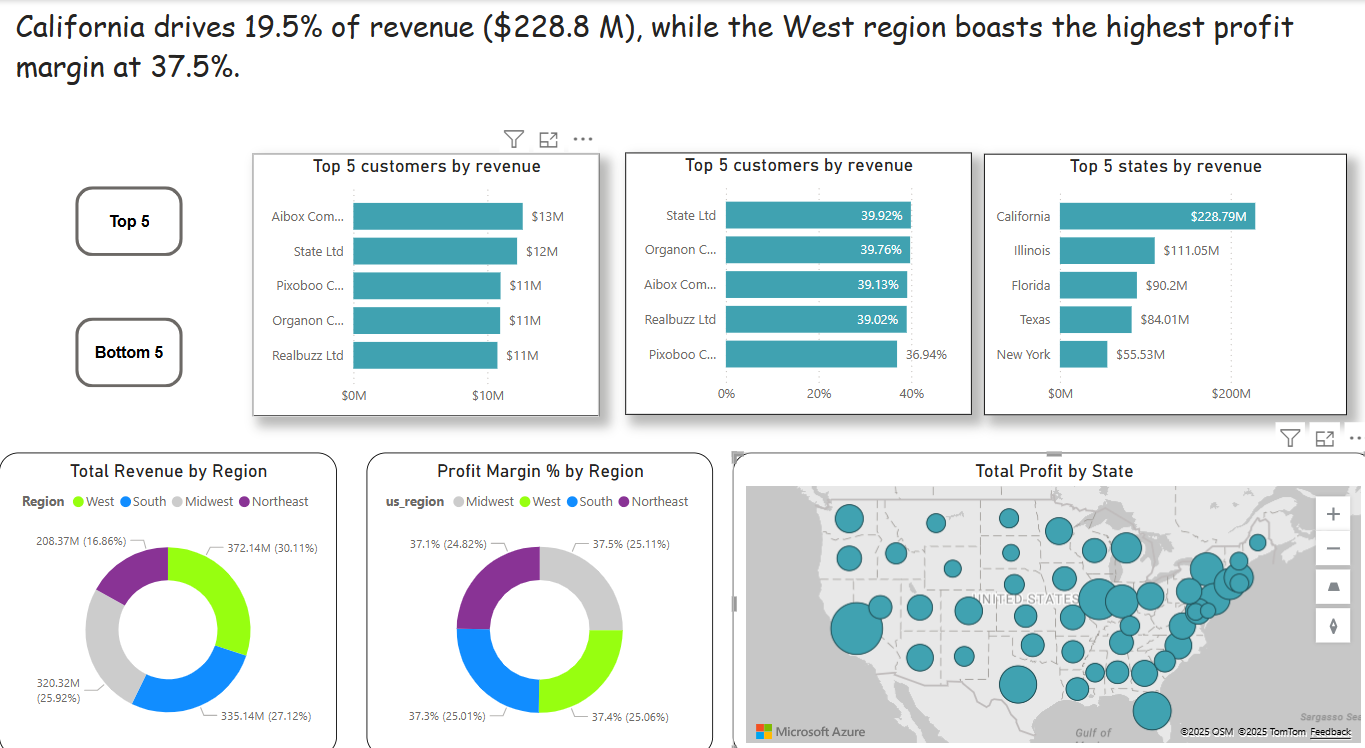 California drives 19.5% of revenue ($228.8 M), while the West region boasts the highest profit
margin at 37.5%.
Top 5
Bottom 5
Top 5 customers by revenue
Aibox Com... $13M
State Ltd $12M
Pixoboo C... $11M
Organon C... $11M
Realbuzz Ltd $11M
$0M $10M
Top 5 customers by revenue
State Ltd 39.92%
Organon C... 39.76%
Aibox Com... 39.13%
Realbuzz Ltd 39.02%
Pixoboo C... 36.94%
0% 20% 40%
Top 5 states by revenue
California $228.79M
Illinois $111.05M
Florida $90.2M
Texas $84.01M
New York $55.53M
$0M $200M
Total Revenue by Region
Region West South Midwest Northeast
208.37M (16.86%)
372.14M (30.11%)
320.32M
(25.92%)
335.14M (27.12%)
Profit Margin % by Region
us_region Midwest West South Northeast
37.1% (24.82%)
37.5% (25.11%)
37.3% (25.01%)
37.4% (25.06%)
Total Profit by State
UNITED STATES
Sargasso Sea
Gulf of
Microsoft Azure
©2025 OSM ©2025 TomTom Feedback